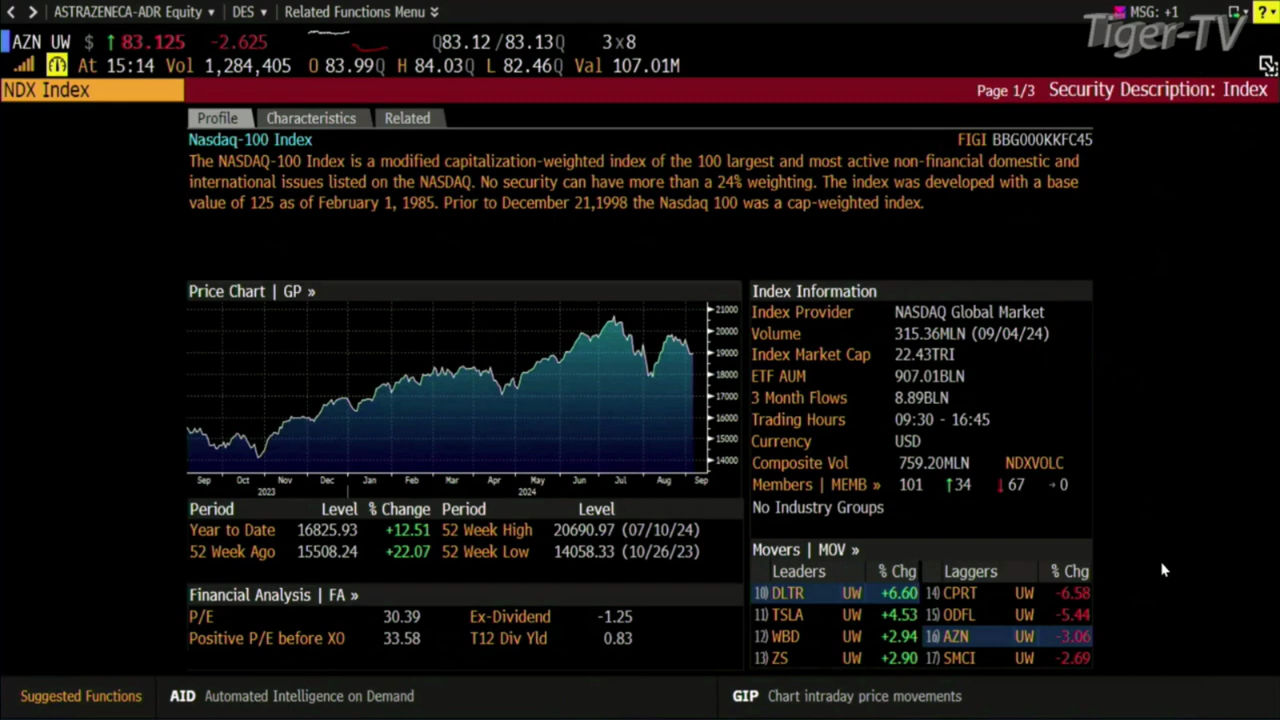 < > ASTRAZENECA-ADR Equity ▾ DES ▾ Related Functions Menu MSG: +1 ?
Tiger-TV
AZN UW $ ↑ 83.125 -2.625 Q83.12/83.13Q 3x8
At 15:14 Vol 1,284,405 O 83.99Q H 84.03Q L 82.46Q Val 107.01M
NDX Index Page 1/3 Security Description: Index
Profile Characteristics Related
Nasdaq-100 Index FIGI BBG000KKFC45
The NASDAQ-100 Index is a modified capitalization-weighted index of the 100 largest and most active non-financial domestic and
international issues listed on the NASDAQ. No security can have more than a 24% weighting. The index was developed with a base
value of 125 as of February 1, 1985. Prior to December 21,1998 the Nasdaq 100 was a cap-weighted index.
Price Chart | GP »
21000
20000
19000
18000
17000
16000
15000
14000
Sep Oct Nov Dec Jan Feb Mar Apr May Jun Jul Aug Sep
2023 2024
Period Level % Change Period Level
Year to Date 16825.93 +12.51 52 Week High 20690.97 (07/10/24)
52 Week Ago 15508.24 +22.07 52 Week Low 14058.33 (10/26/23)
Financial Analysis | FA »
P/E 30.39 Ex-Dividend -1.25
Positive P/E before XO 33.58 T12 Div Yld 0.83
Index Information
Index Provider NASDAQ Global Market
Volume 315.36MLN (09/04/24)
Index Market Cap 22.43TRI
ETF AUM 907.01BLN
3 Month Flows 8.89BLN
Trading Hours 09:30 - 16:45
Currency USD
Composite Vol 759.20MLN NDXVOLC
Members | MEMB » 101 ↑34 ↓67 →0
No Industry Groups
Movers | MOV »
Leaders % Chg Laggers % Chg
10) DLTR UW +6.60 14) CPRT UW -6.58
11) TSLA UW +4.53 15) ODFL UW -5.44
12) WBD UW +2.94 16) AZN UW -3.06
13) ZS UW +2.90 17) SMCI UW -2.69
Suggested Functions AID Automated Intelligence on Demand GIP Chart intraday price movements